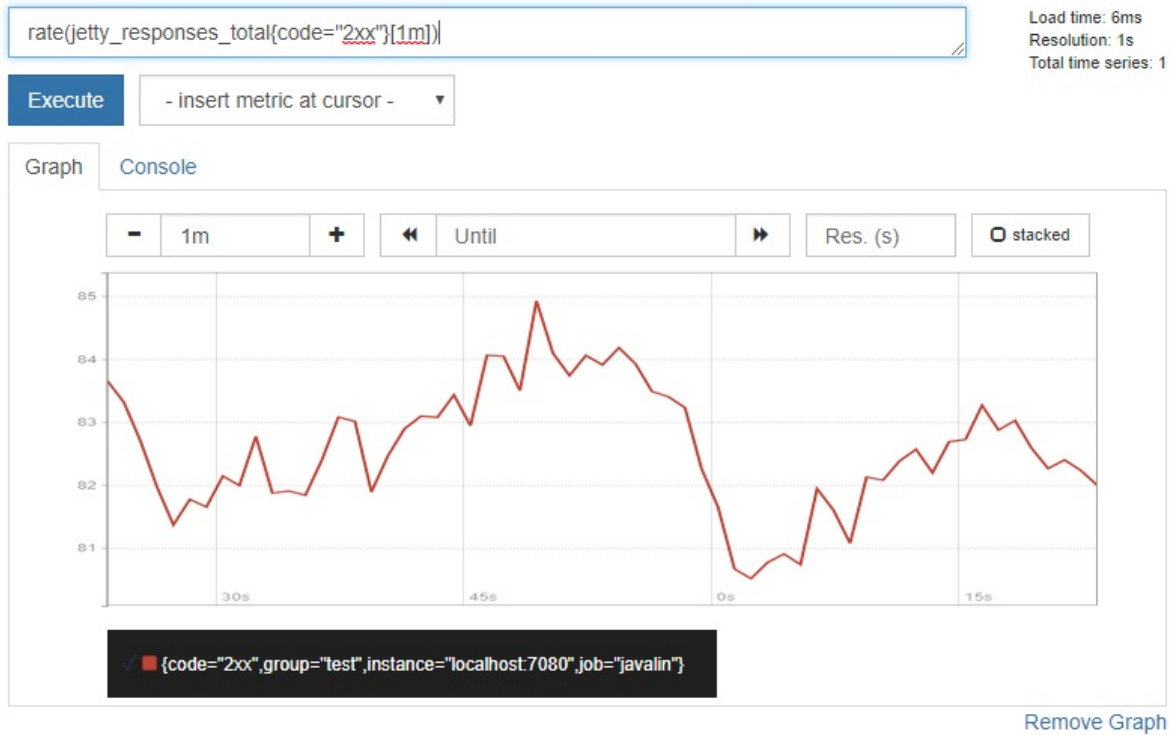 rate(jetty_responses_total{code="2xx"}[1m])
Load time: 6ms
Resolution: 1s
Total time series: 1
Execute
- insert metric at cursor -
Graph Console
1m Until Res. (s) stacked
85
84
83
82
81
30s 45s 0s 15s
{code="2xx",group="test",instance="localhost:7080",job="javalin"}
Remove Graph